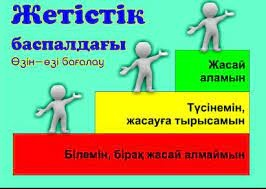 Жетістік
баспалдағы
Өзін-өзі бағалау
Жасай
аламын
Түсінемін,
жасауға тырысамын
Білемін, бірақ жасай алмаймын